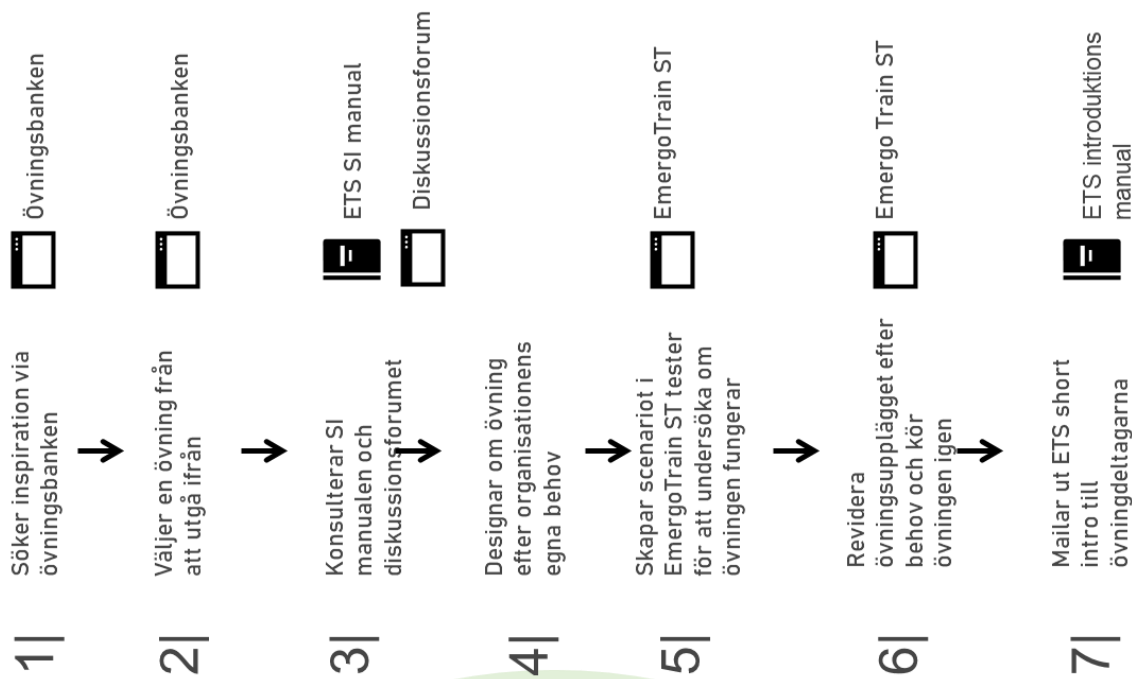 1|
Söker inspiration via
övningsbanken
Övningsbanken
2|
Väljer en övning från
att utgå ifrån
Övningsbanken
3|
Konsulterar SI
manualen och
diskussionsforumet
ETS SI manual
Diskussionsforum
4|
Designar om övning
efter organisationens
egna behov
5|
Skapar scenariot i
EmergoTrain ST tester
för att undersöka om
övningen fungerar
EmergoTrain ST
6|
Revidera
övningsupplägget efter
behov och kör
övningen igen
Emergo Train ST
7|
Mailar ut ETS short
intro till
övningdeltagarna
ETS introduktions
manual